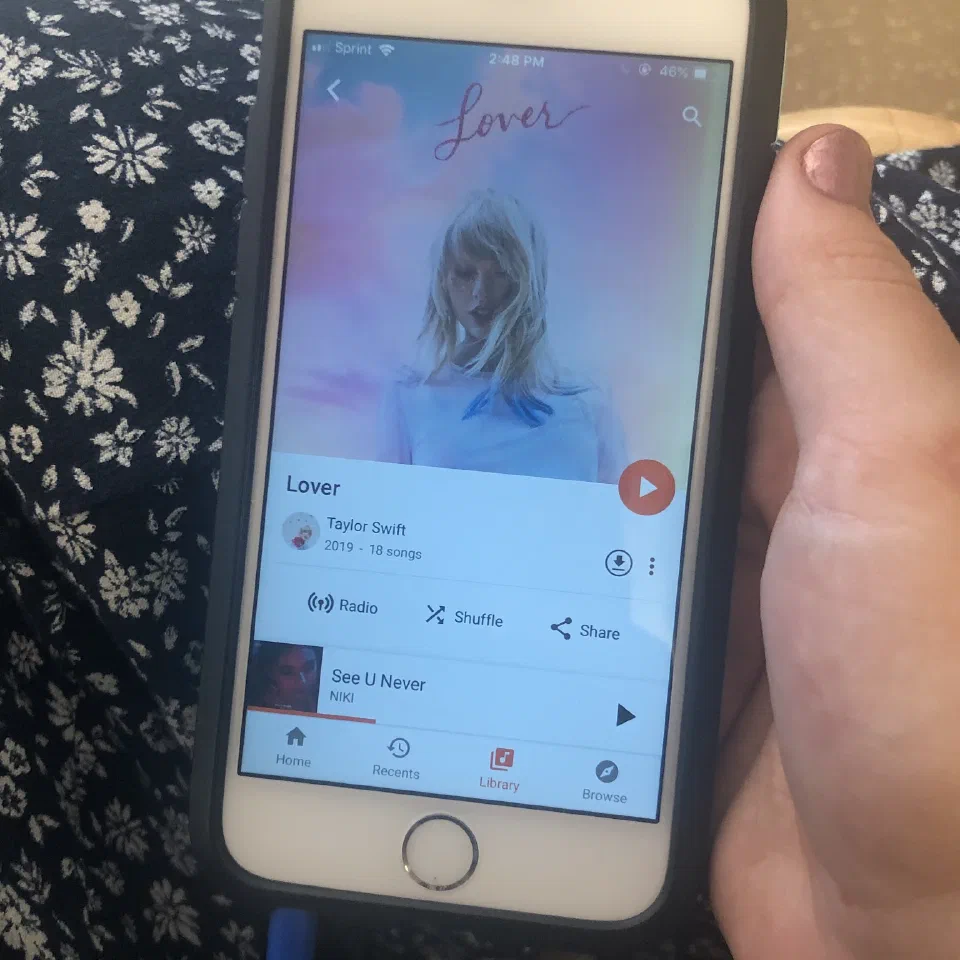 Sprint
2:48 PM
46%
Lover
Lover
Taylor Swift
2019 - 18 songs
Radio
Shuffle
Share
See U Never
NIKI
Home
Recents
Library
Browse